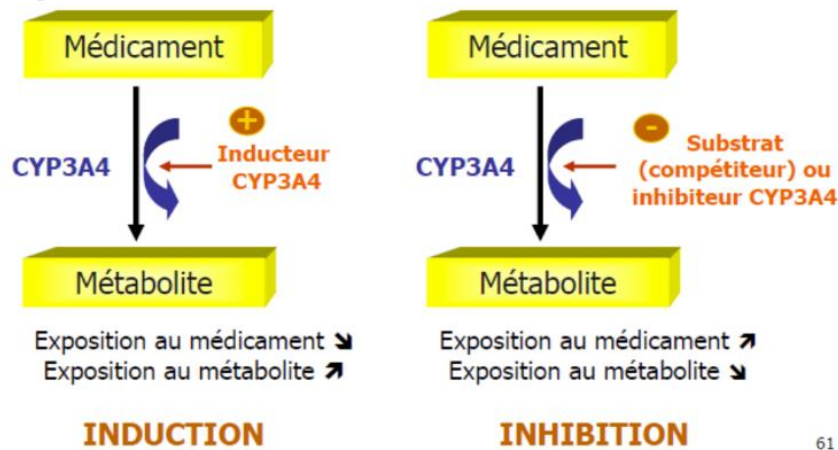 Médicament
CYP3A4
+
Inducteur
CYP3A4
Métabolite
Exposition au médicament ➘
Exposition au métabolite ➚
INDUCTION
Médicament
CYP3A4
-
Substrat
(compétiteur) ou
inhibiteur CYP3A4
Métabolite
Exposition au médicament ➚
Exposition au métabolite ➘
INHIBITION
61